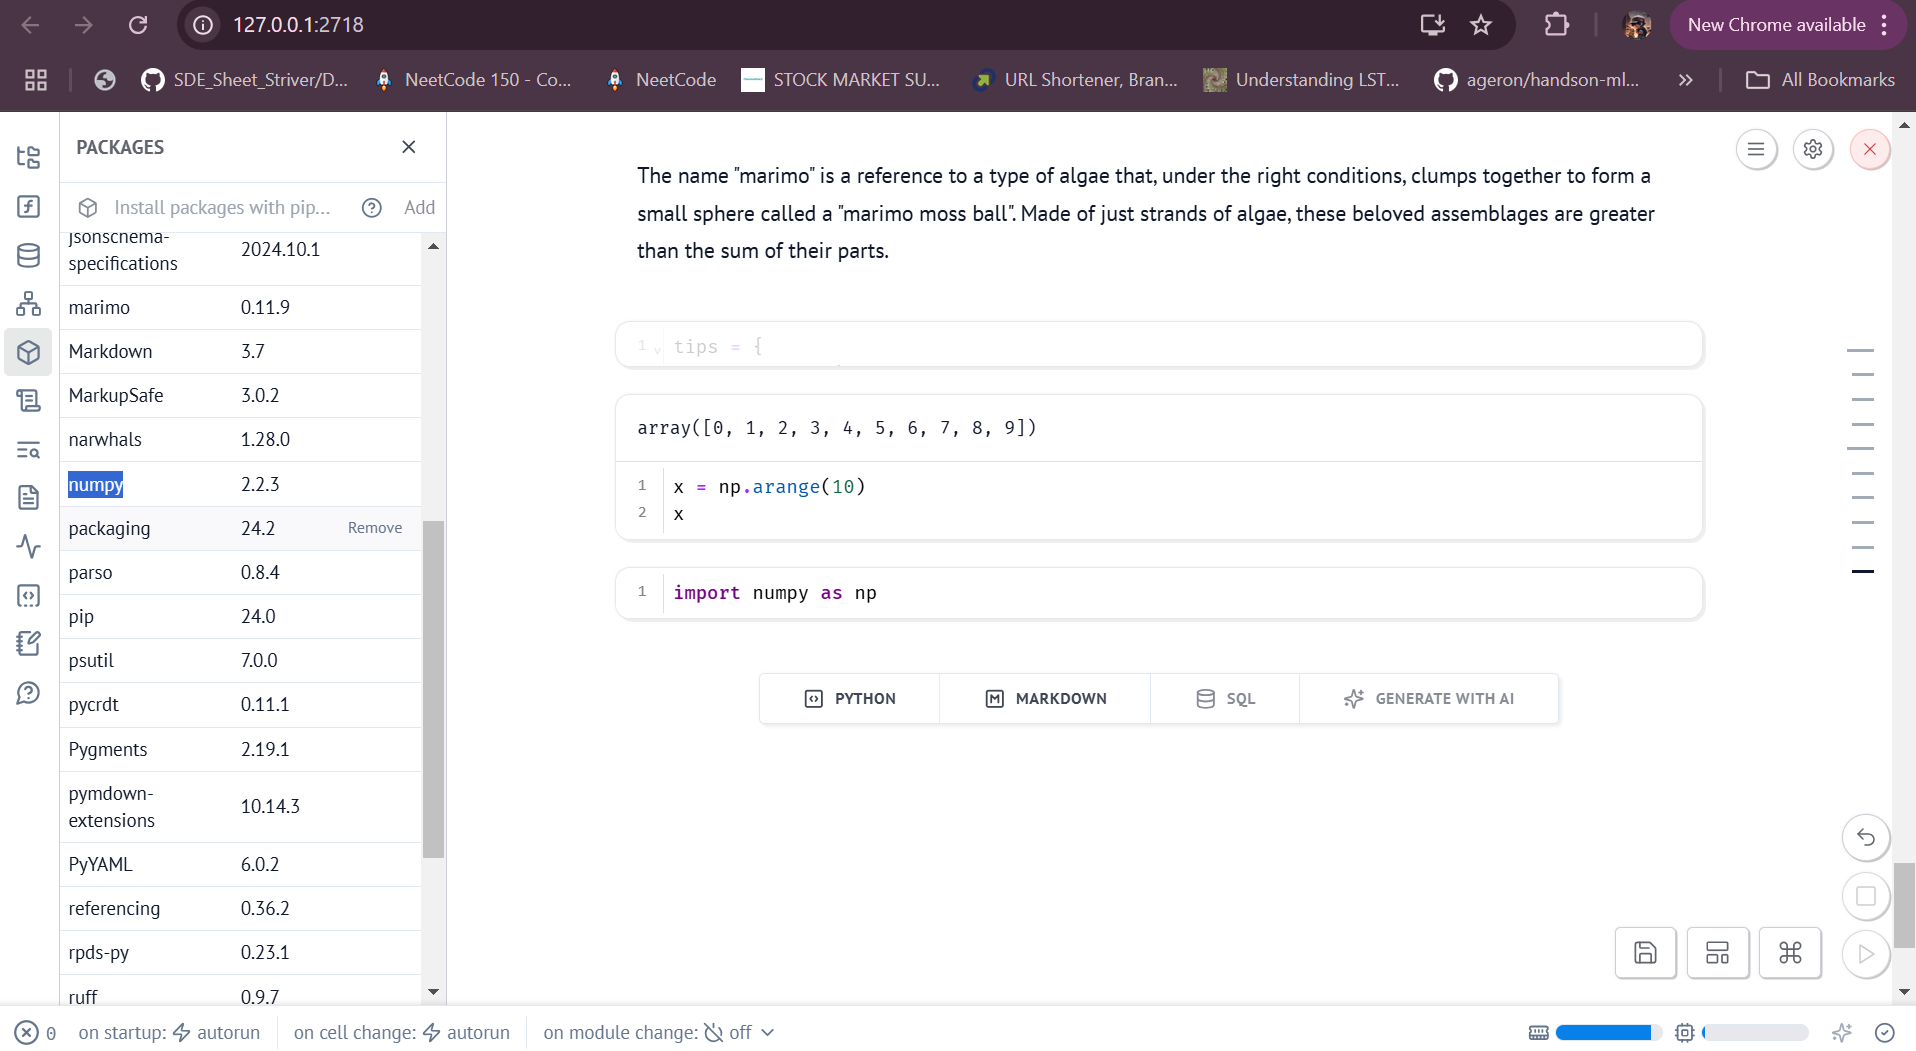 127.0.0.1:2718
New Chrome available
SDE_Sheet_Striver/D...
NeetCode 150 - Co...
NeetCode
STOCK MARKET SU...
URL Shortener, Bran...
Understanding LST...
ageron/handson-ml...
All Bookmarks
PACKAGES
Install packages with pip...
Add
jsonschema-
specifications 2024.10.1
marimo 0.11.9
Markdown 3.7
MarkupSafe 3.0.2
narwhals 1.28.0
numpy 2.2.3
packaging 24.2 Remove
parso 0.8.4
pip 24.0
psutil 7.0.0
pycrdt 0.11.1
Pygments 2.19.1
pymdown-
extensions 10.14.3
PyYAML 6.0.2
referencing 0.36.2
rpds-py 0.23.1
ruff 0.9.7
The name "marimo" is a reference to a type of algae that, under the right conditions, clumps together to form a
small sphere called a "marimo moss ball". Made of just strands of algae, these beloved assemblages are greater
than the sum of their parts.
1 tips = {
array([0, 1, 2, 3, 4, 5, 6, 7, 8, 9])
1 x = np.arange(10)
2 x
1 import numpy as np
PYTHON
MARKDOWN
SQL
GENERATE WITH AI
0
on startup: autorun
on cell change: autorun
on module change: off